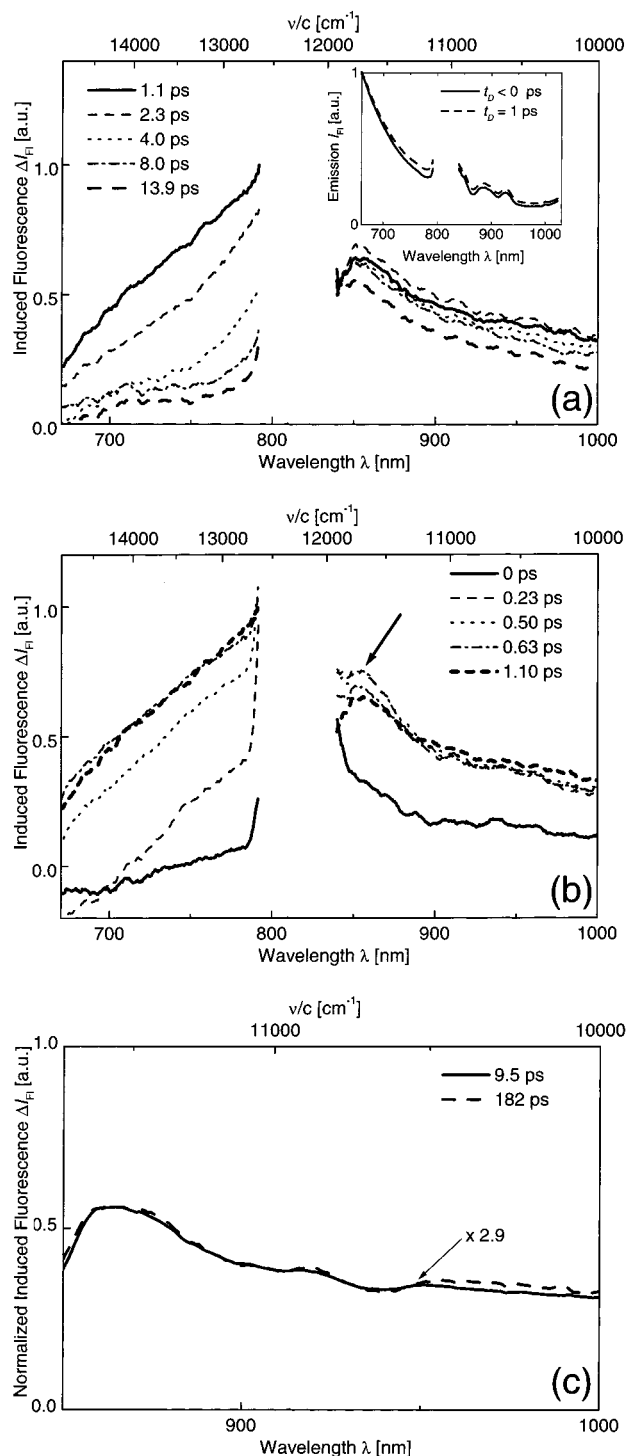 ν/c [cm⁻¹]
14000 13000 12000 11000 10000
1.1 ps
2.3 ps
4.0 ps
8.0 ps
13.9 ps
1
0
Emission I_Fl
t_D < 0 ps
t_D = 1 ps
700 800 900 1000
Wavelength λ [nm]
Induced Fluorescence ΔI_Fl [a.u.]
1.0
0.5
0.0
(a)
700 800 900 1000
Wavelength λ [nm]
ν/c [cm⁻¹]
14000 13000 12000 11000 10000
0 ps
0.23 ps
0.50 ps
0.63 ps
1.10 ps
Induced Fluorescence ΔI_Fl [a.u.]
1.0
0.5
0.0
(b)
700 800 900 1000
Wavelength λ [nm]
ν/c [cm⁻¹]
11000 10000
9.5 ps
182 ps
Normalized Induced Fluorescence ΔI_Fl [a.u.]
1.0
0.5
0.0
x 2.9
(c)
900 1000
Wavelength λ [nm]